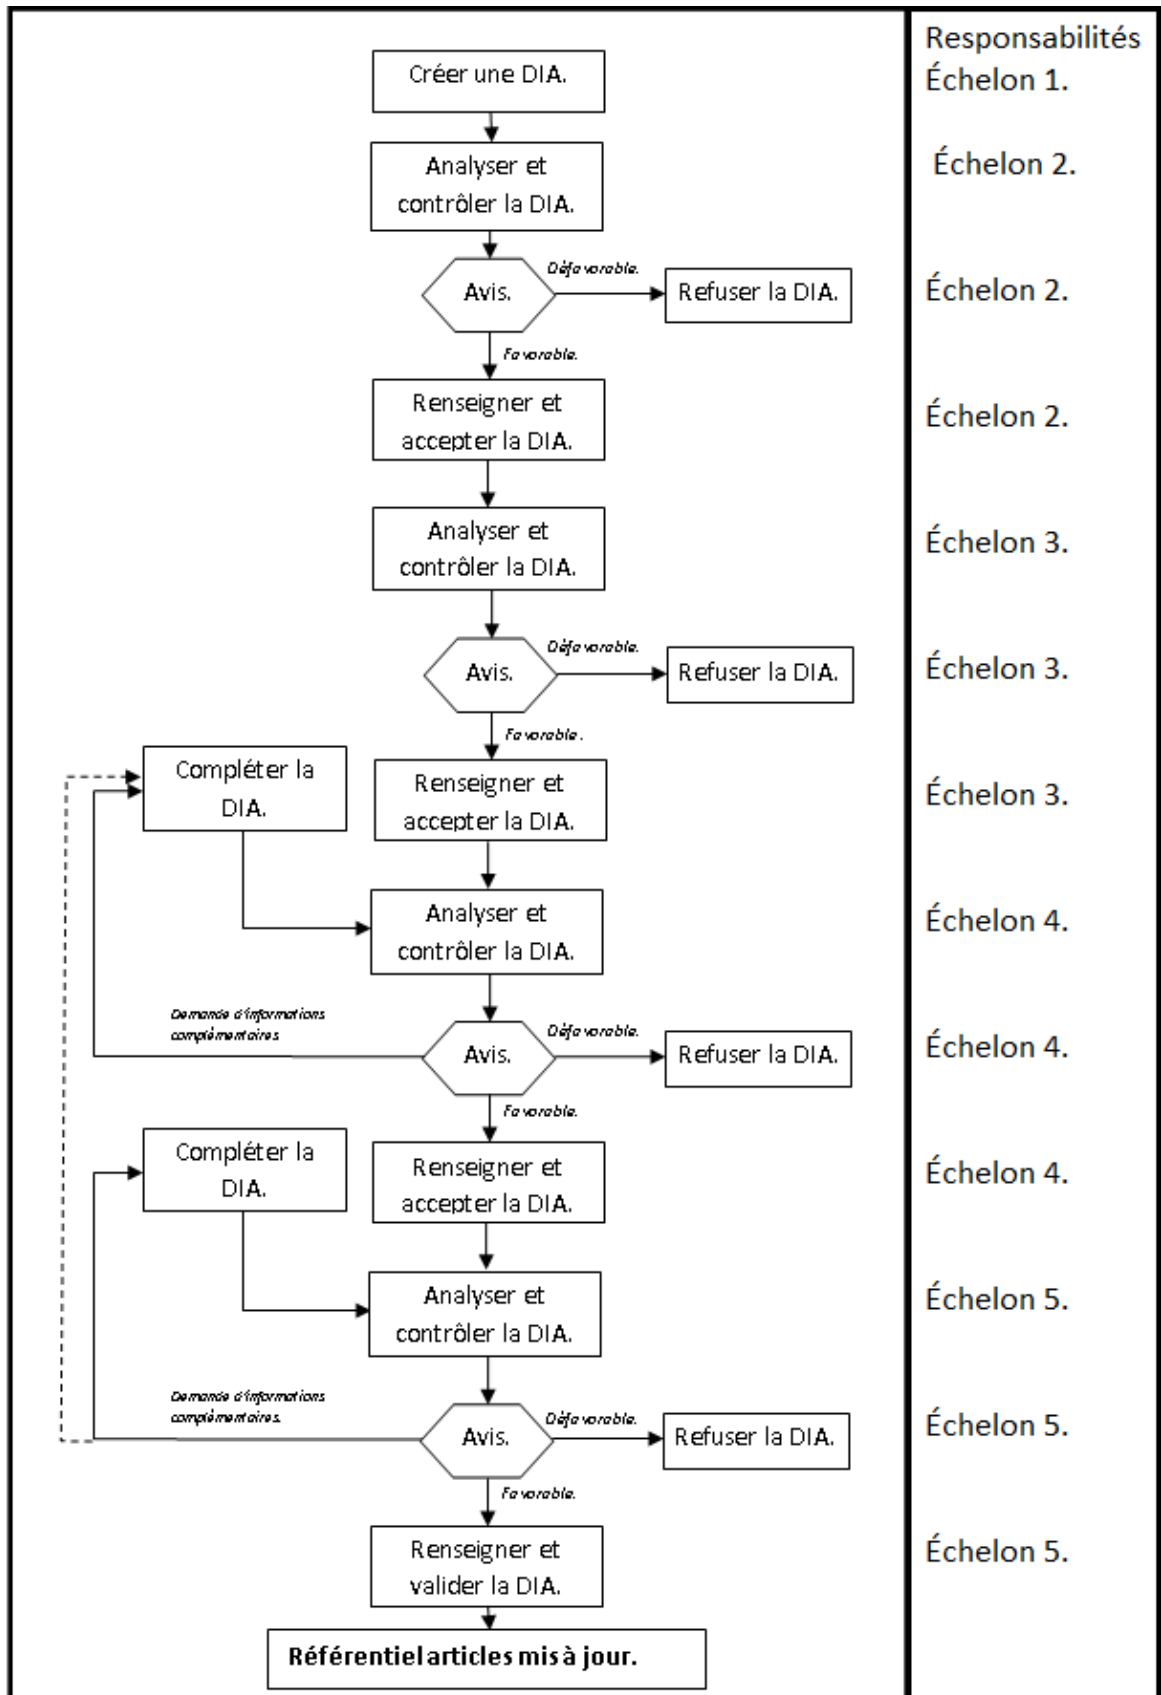 Responsabilités
Créer une DIA.
Échelon 1.
Analyser et
contrôler la DIA.
Échelon 2.
Avis.
Défavorable.
Refuser la DIA.
Échelon 2.
Favorable.
Renseigner et
accepter la DIA.
Échelon 2.
Analyser et
contrôler la DIA.
Échelon 3.
Avis.
Défavorable.
Refuser la DIA.
Échelon 3.
Favorable.
Compléter la
DIA.
Renseigner et
accepter la DIA.
Échelon 3.
Analyser et
contrôler la DIA.
Échelon 4.
Demande d'informations
complémentaires
Avis.
Défavorable.
Refuser la DIA.
Échelon 4.
Favorable.
Compléter la
DIA.
Renseigner et
accepter la DIA.
Échelon 4.
Analyser et
contrôler la DIA.
Échelon 5.
Demande d'informations
complémentaires.
Avis.
Défavorable.
Refuser la DIA.
Échelon 5.
Favorable.
Renseigner et
valider la DIA.
Échelon 5.
Référentiel articles mis à jour.